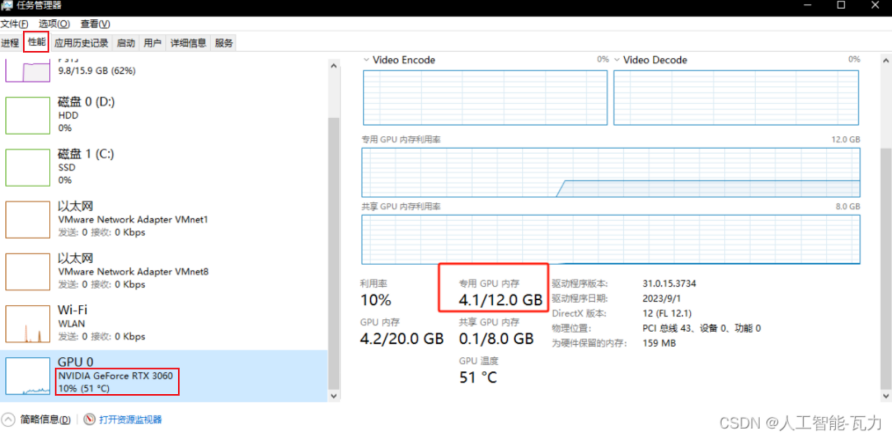 任务管理器
文件(F) 选项(O) 查看(V)
进程 性能 应用历史记录 启动 用户 详细信息 服务
9.8/15.9 GB (62%)
磁盘 0 (D:)
HDD
0%
磁盘 1 (C:)
SSD
0%
以太网
VMware Network Adapter VMnet1
发送: 0 接收: 0 Kbps
以太网
VMware Network Adapter VMnet8
发送: 0 接收: 0 Kbps
Wi-Fi
WLAN
发送: 0 接收: 0 Kbps
GPU 0
NVIDIA GeForce RTX 3060
10% (51 °C)
Video Encode 0% Video Decode 0%
专用 GPU 内存利用率 12.0 GB
共享 GPU 内存利用率 8.0 GB
利用率 专用 GPU 内存
10% 4.1/12.0 GB
GPU 内存 共享 GPU 内存
4.2/20.0 GB 0.1/8.0 GB
GPU 温度
51 °C
驱动程序版本: 31.0.15.3734
驱动程序日期: 2023/9/1
DirectX 版本: 12 (FL 12.1)
物理位置: PCI 总线 43、设备 0、功能 0
为硬件保留的内存: 159 MB
简略信息(D) 打开资源监视器
CSDN @人工智能-瓦力